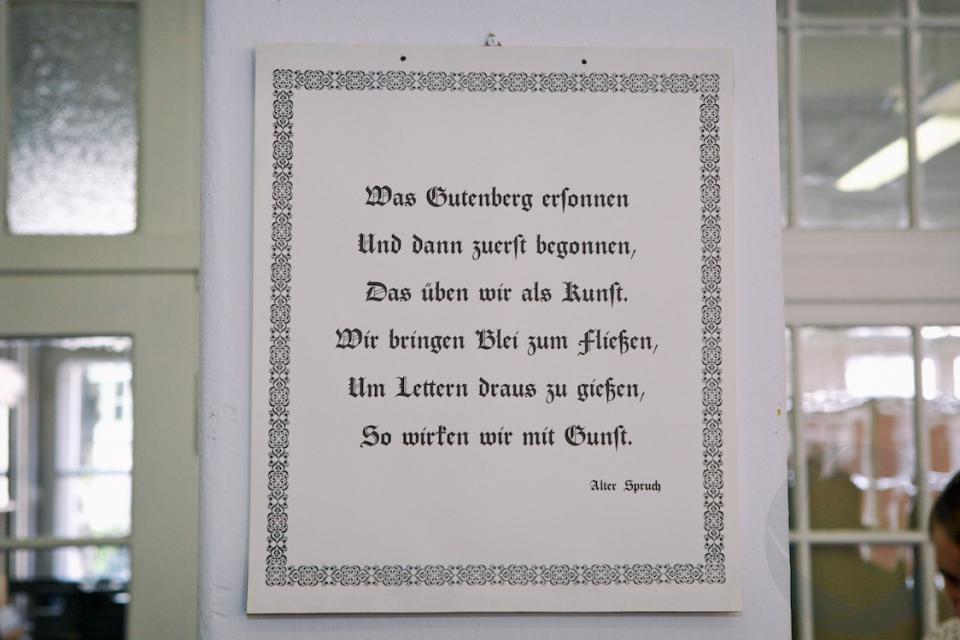 Was Gutenberg erſonnen
Und dann zuerſt begonnen,
Das üben wir als Kunſt.
Wir bringen Blei zum Fließen,
Um Lettern draus zu gießen,
So wirken wir mit Gunſt.
Alter Spruch